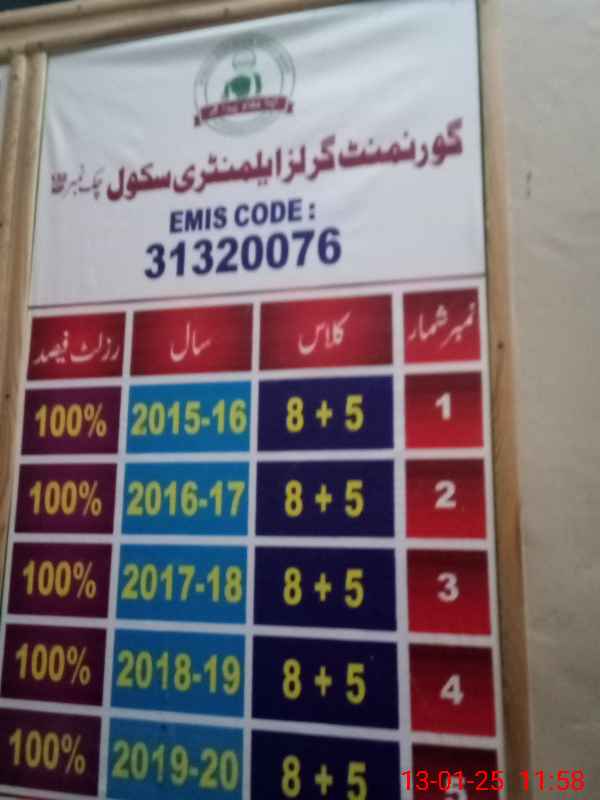 گورنمنٹ گرلز ایلمنٹری سکول چک نمبر
EMIS CODE :
31320076
نمبر شمار کلاس سال رزلٹ فیصد
1 8 + 5 2015-16 100%
2 8 + 5 2016-17 100%
3 8 + 5 2017-18 100%
4 8 + 5 2018-19 100%
8 + 5 2019-20 100%
13-01-25 11:58